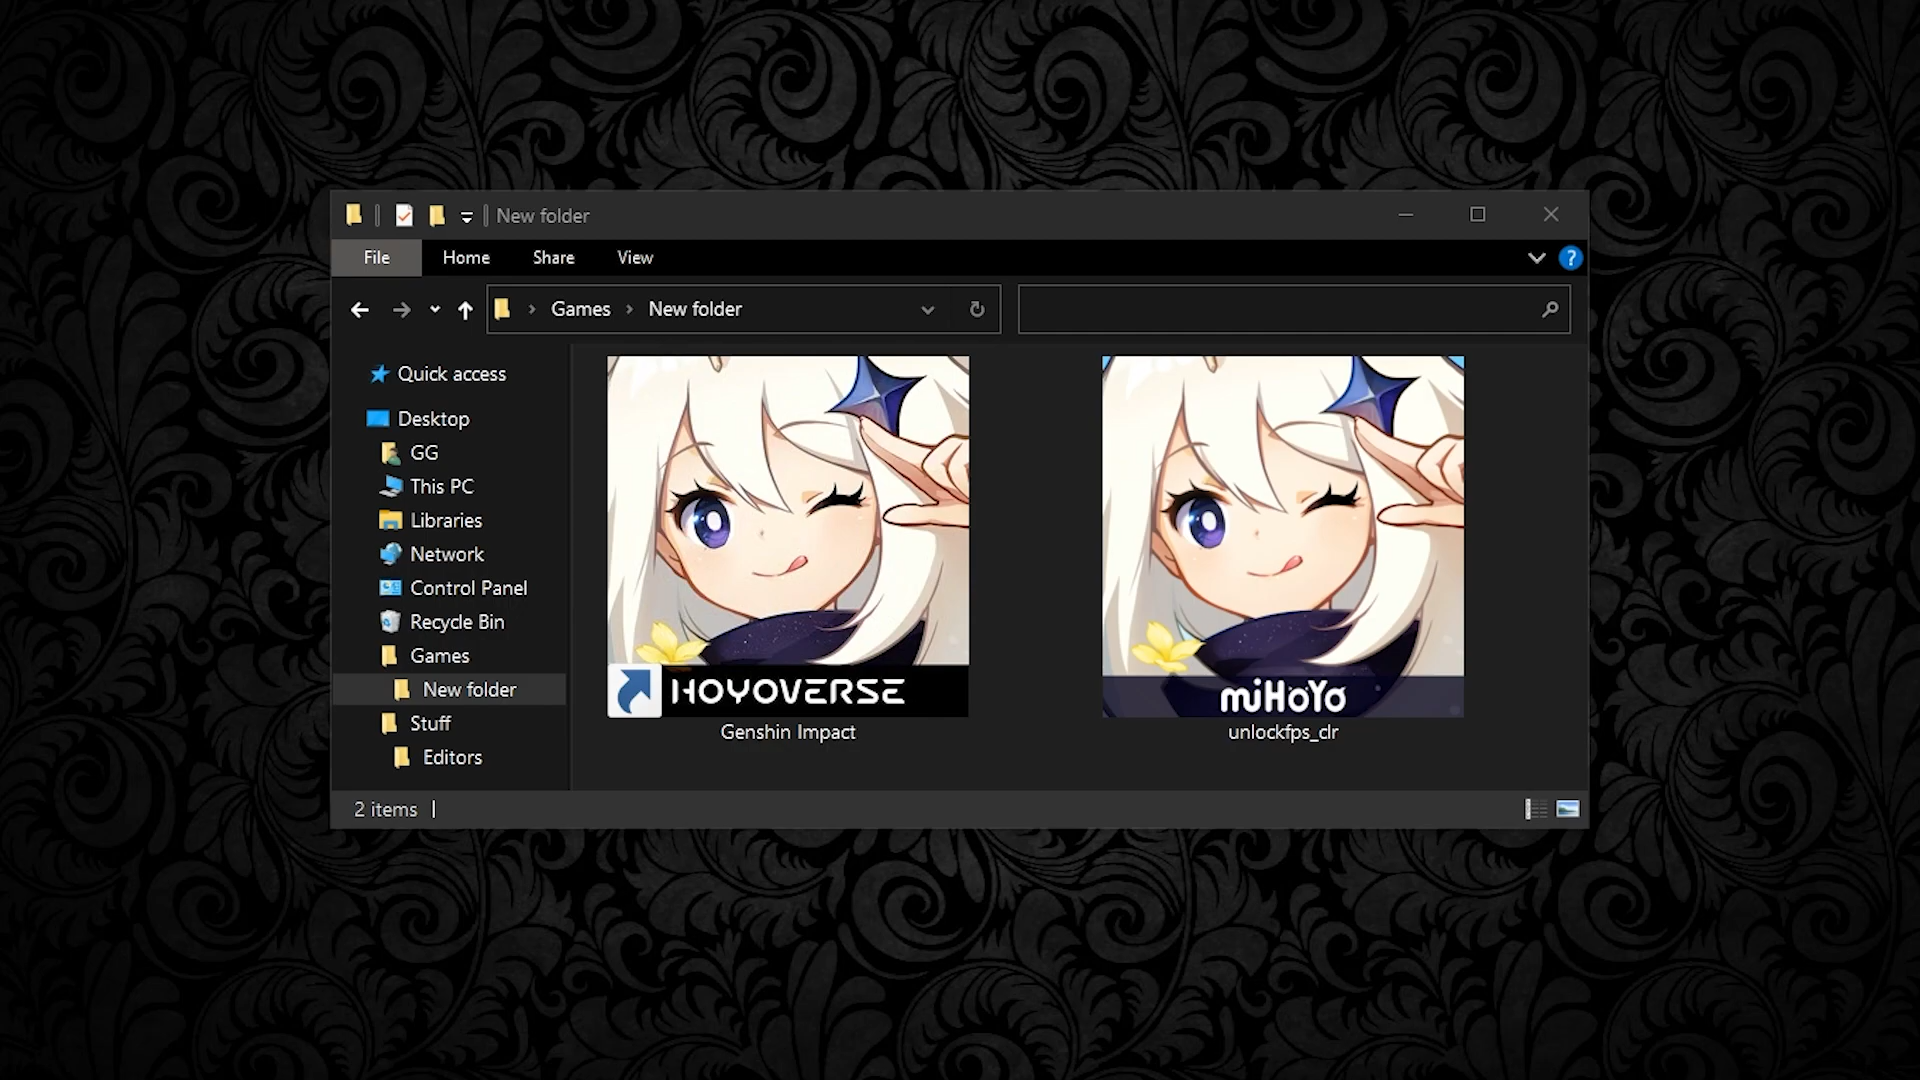 New folder
File Home Share View
?
Games New folder
Quick access
Desktop
GG
This PC
Libraries
Network
Control Panel
Recycle Bin
Games
New folder
Stuff
Editors
HOYOVERSE
Genshin Impact
miHoYo
unlockfps_clr
2 items